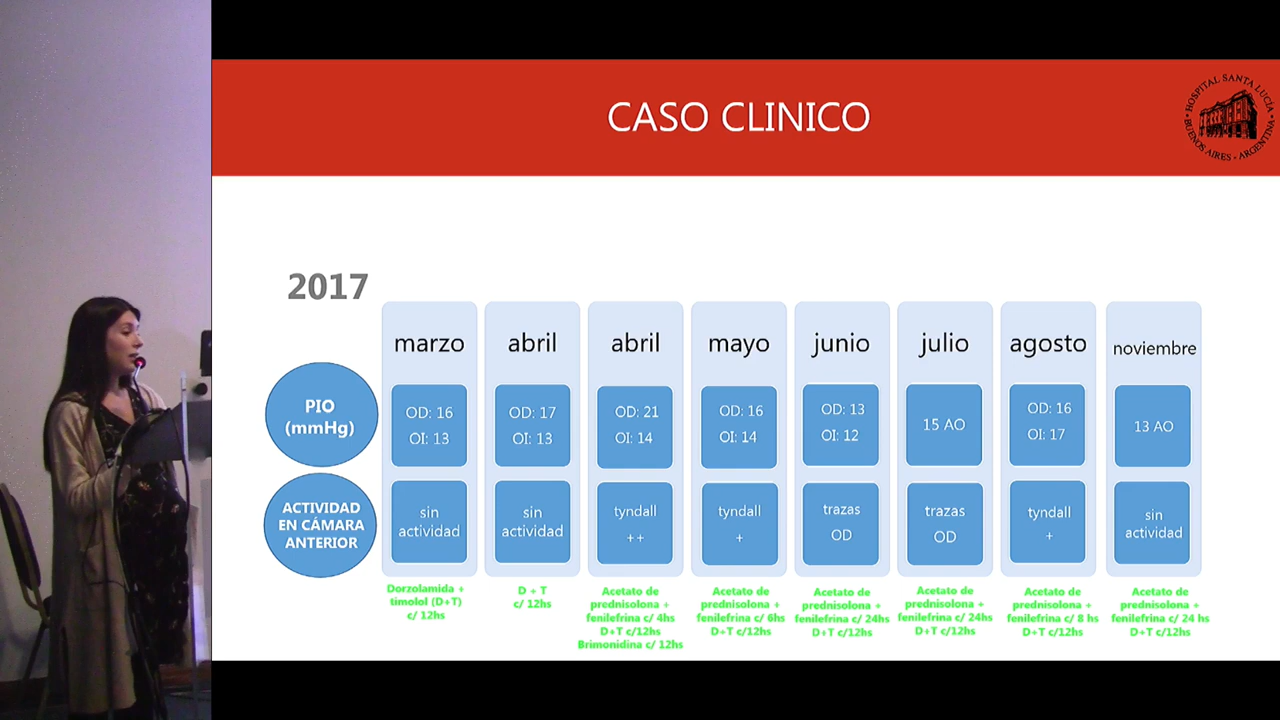 CASO CLINICO
HOSPITAL SANTA LUCÍA
BUENOS AIRES - ARGENTINA
2017
marzo
abril
abril
mayo
junio
julio
agosto
noviembre
PIO
(mmHg)
OD: 16
OI: 13
OD: 17
OI: 13
OD: 21
OI: 14
OD: 16
OI: 14
OD: 13
OI: 12
15 AO
OD: 16
OI: 17
13 AO
ACTIVIDAD
EN CÁMARA
ANTERIOR
sin
actividad
sin
actividad
tyndall
++
tyndall
+
trazas
OD
trazas
OD
tyndall
+
sin
actividad
Dorzolamida +
timolol (D+T)
c/ 12hs
D + T
c/ 12hs
Acetato de
prednisolona +
fenilefrina c/ 4hs
D+T c/12hs
Brimonidina c/ 12hs
Acetato de
prednisolona +
fenilefrina c/ 6hs
D+T c/12hs
Acetato de
prednisolona +
fenilefrina c/ 24hs
D+T c/12hs
Acetato de
prednisolona +
fenilefrina c/ 24hs
D+T c/12hs
Acetato de
prednisolona +
fenilefrina c/ 8 hs
D+T c/12hs
Acetato de
prednisolona +
fenilefrina c/ 24 hs
D+T c/12hs